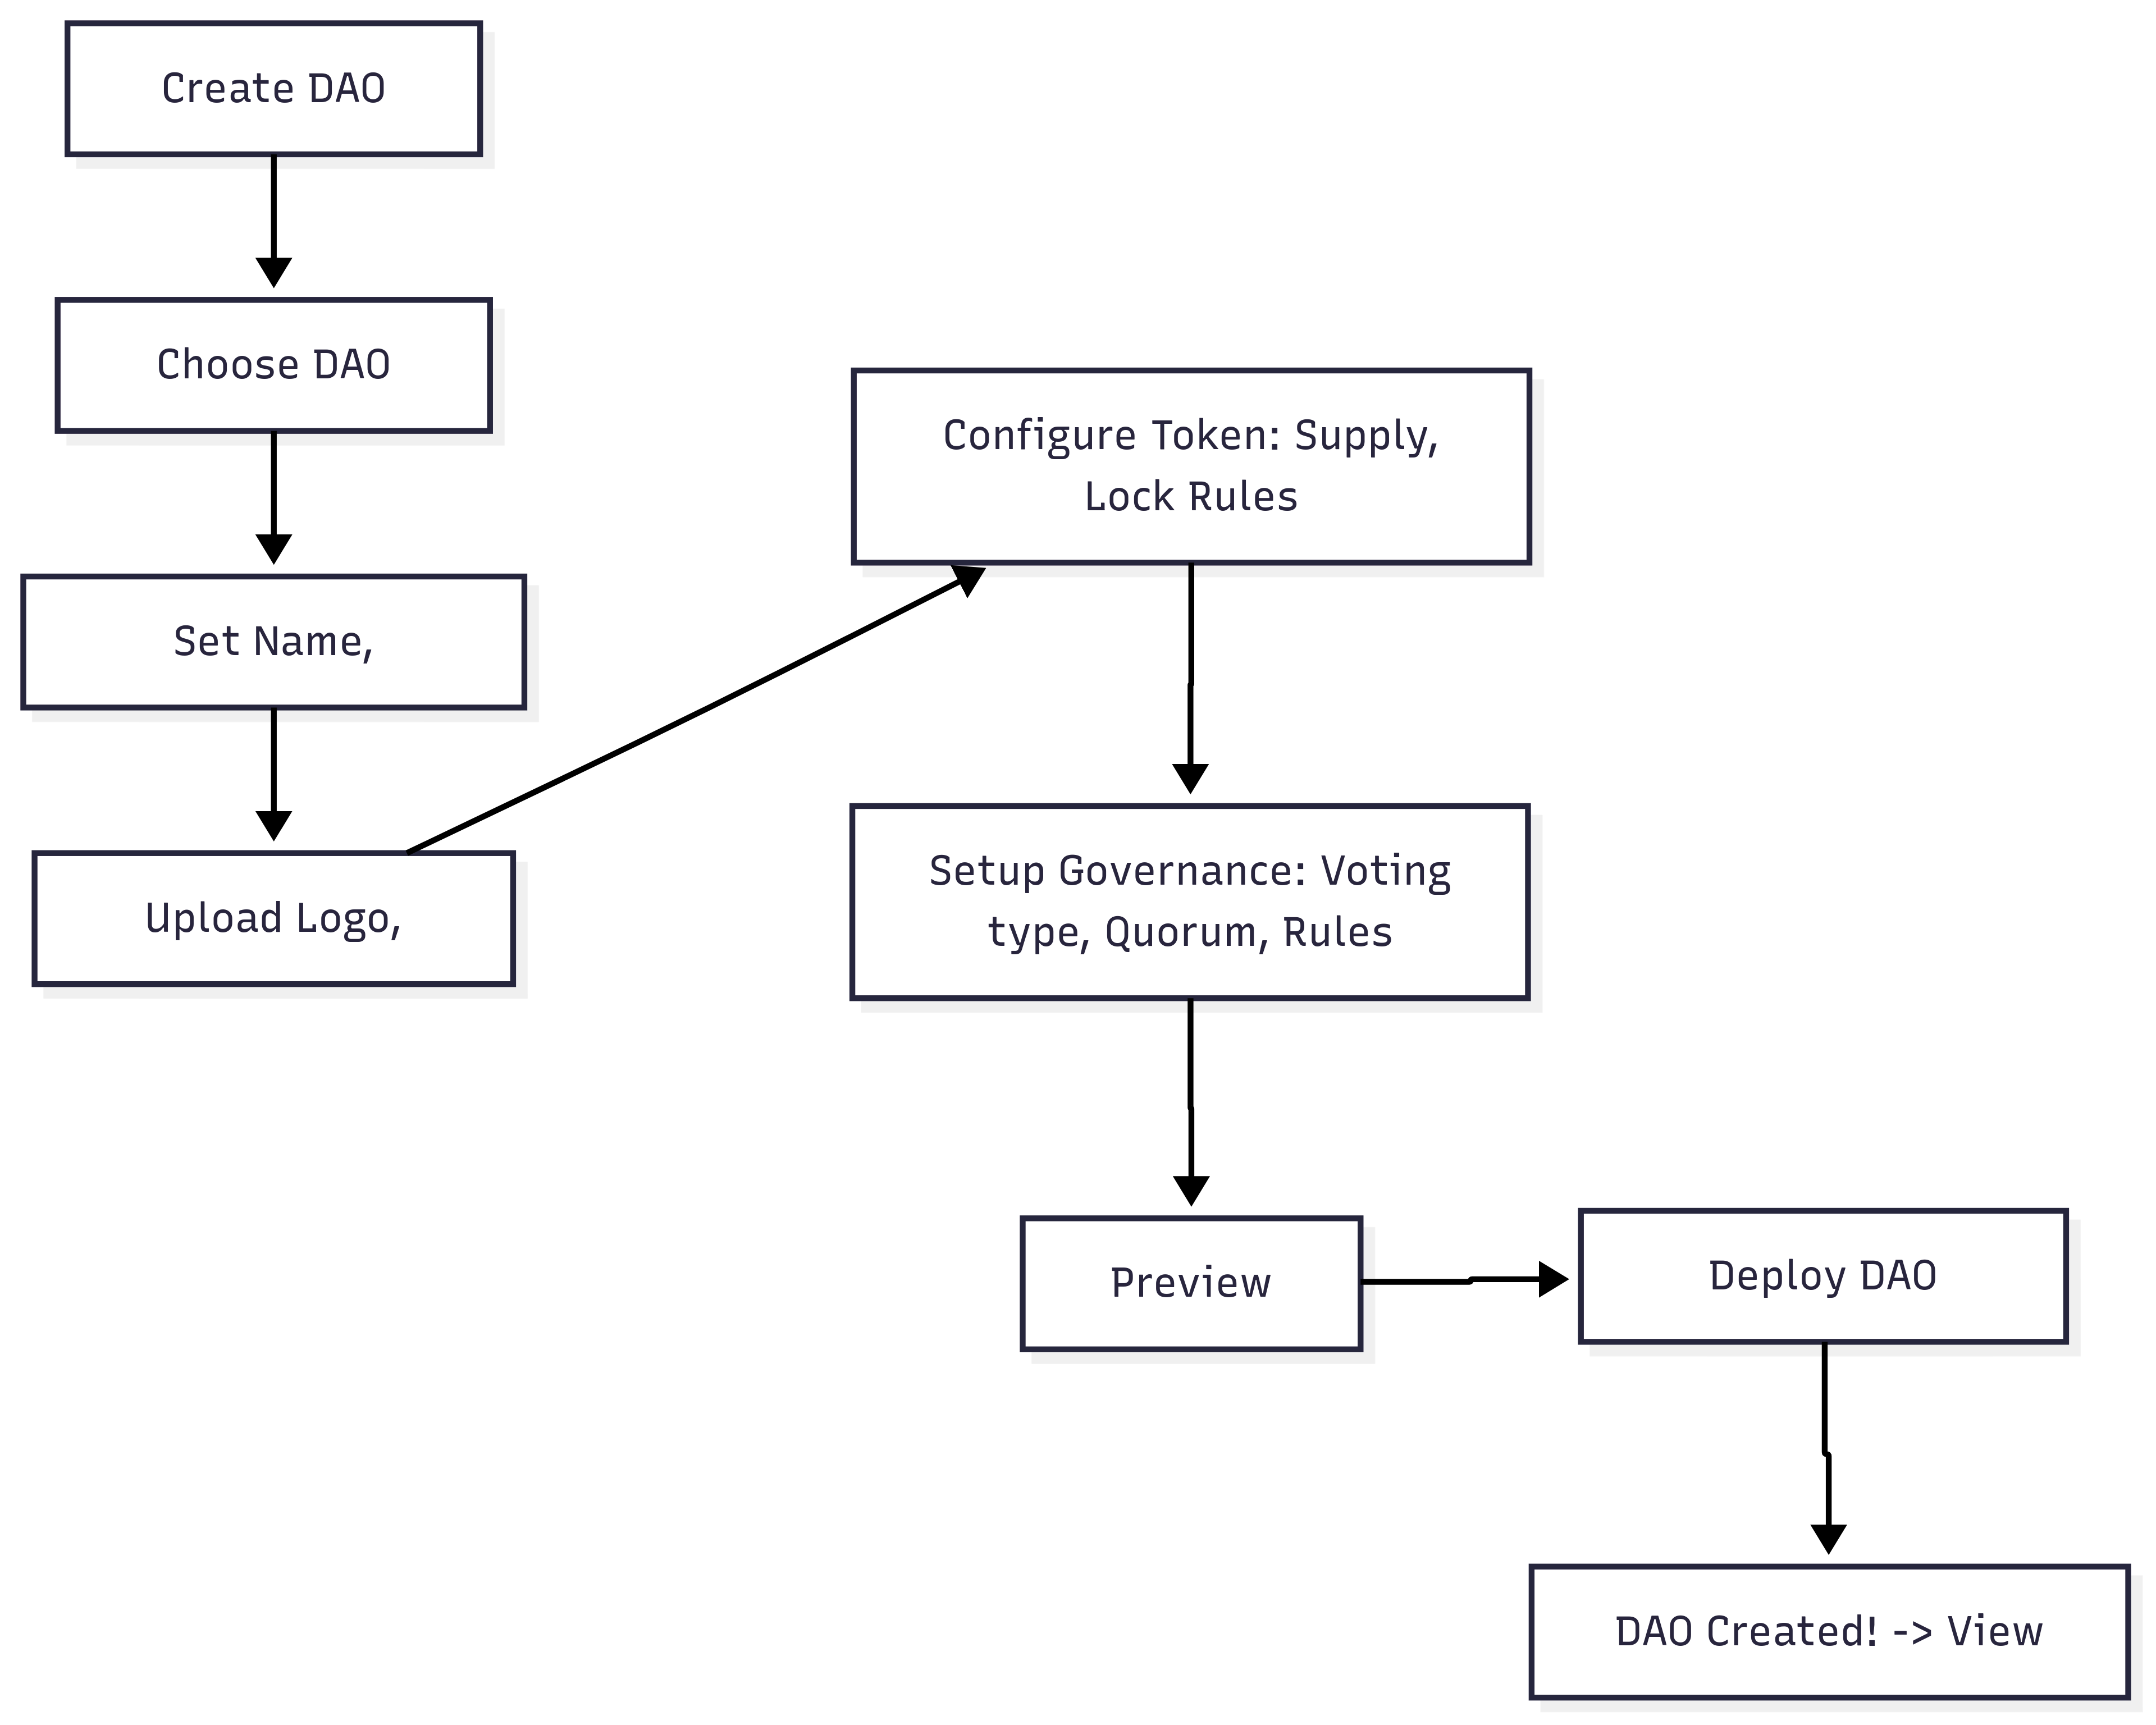 Create DAO
Choose DAO
Set Name,
Upload Logo,
Configure Token: Supply,
Lock Rules
Setup Governance: Voting
type, Quorum, Rules
Preview
Deploy DAO
DAO Created! -> View